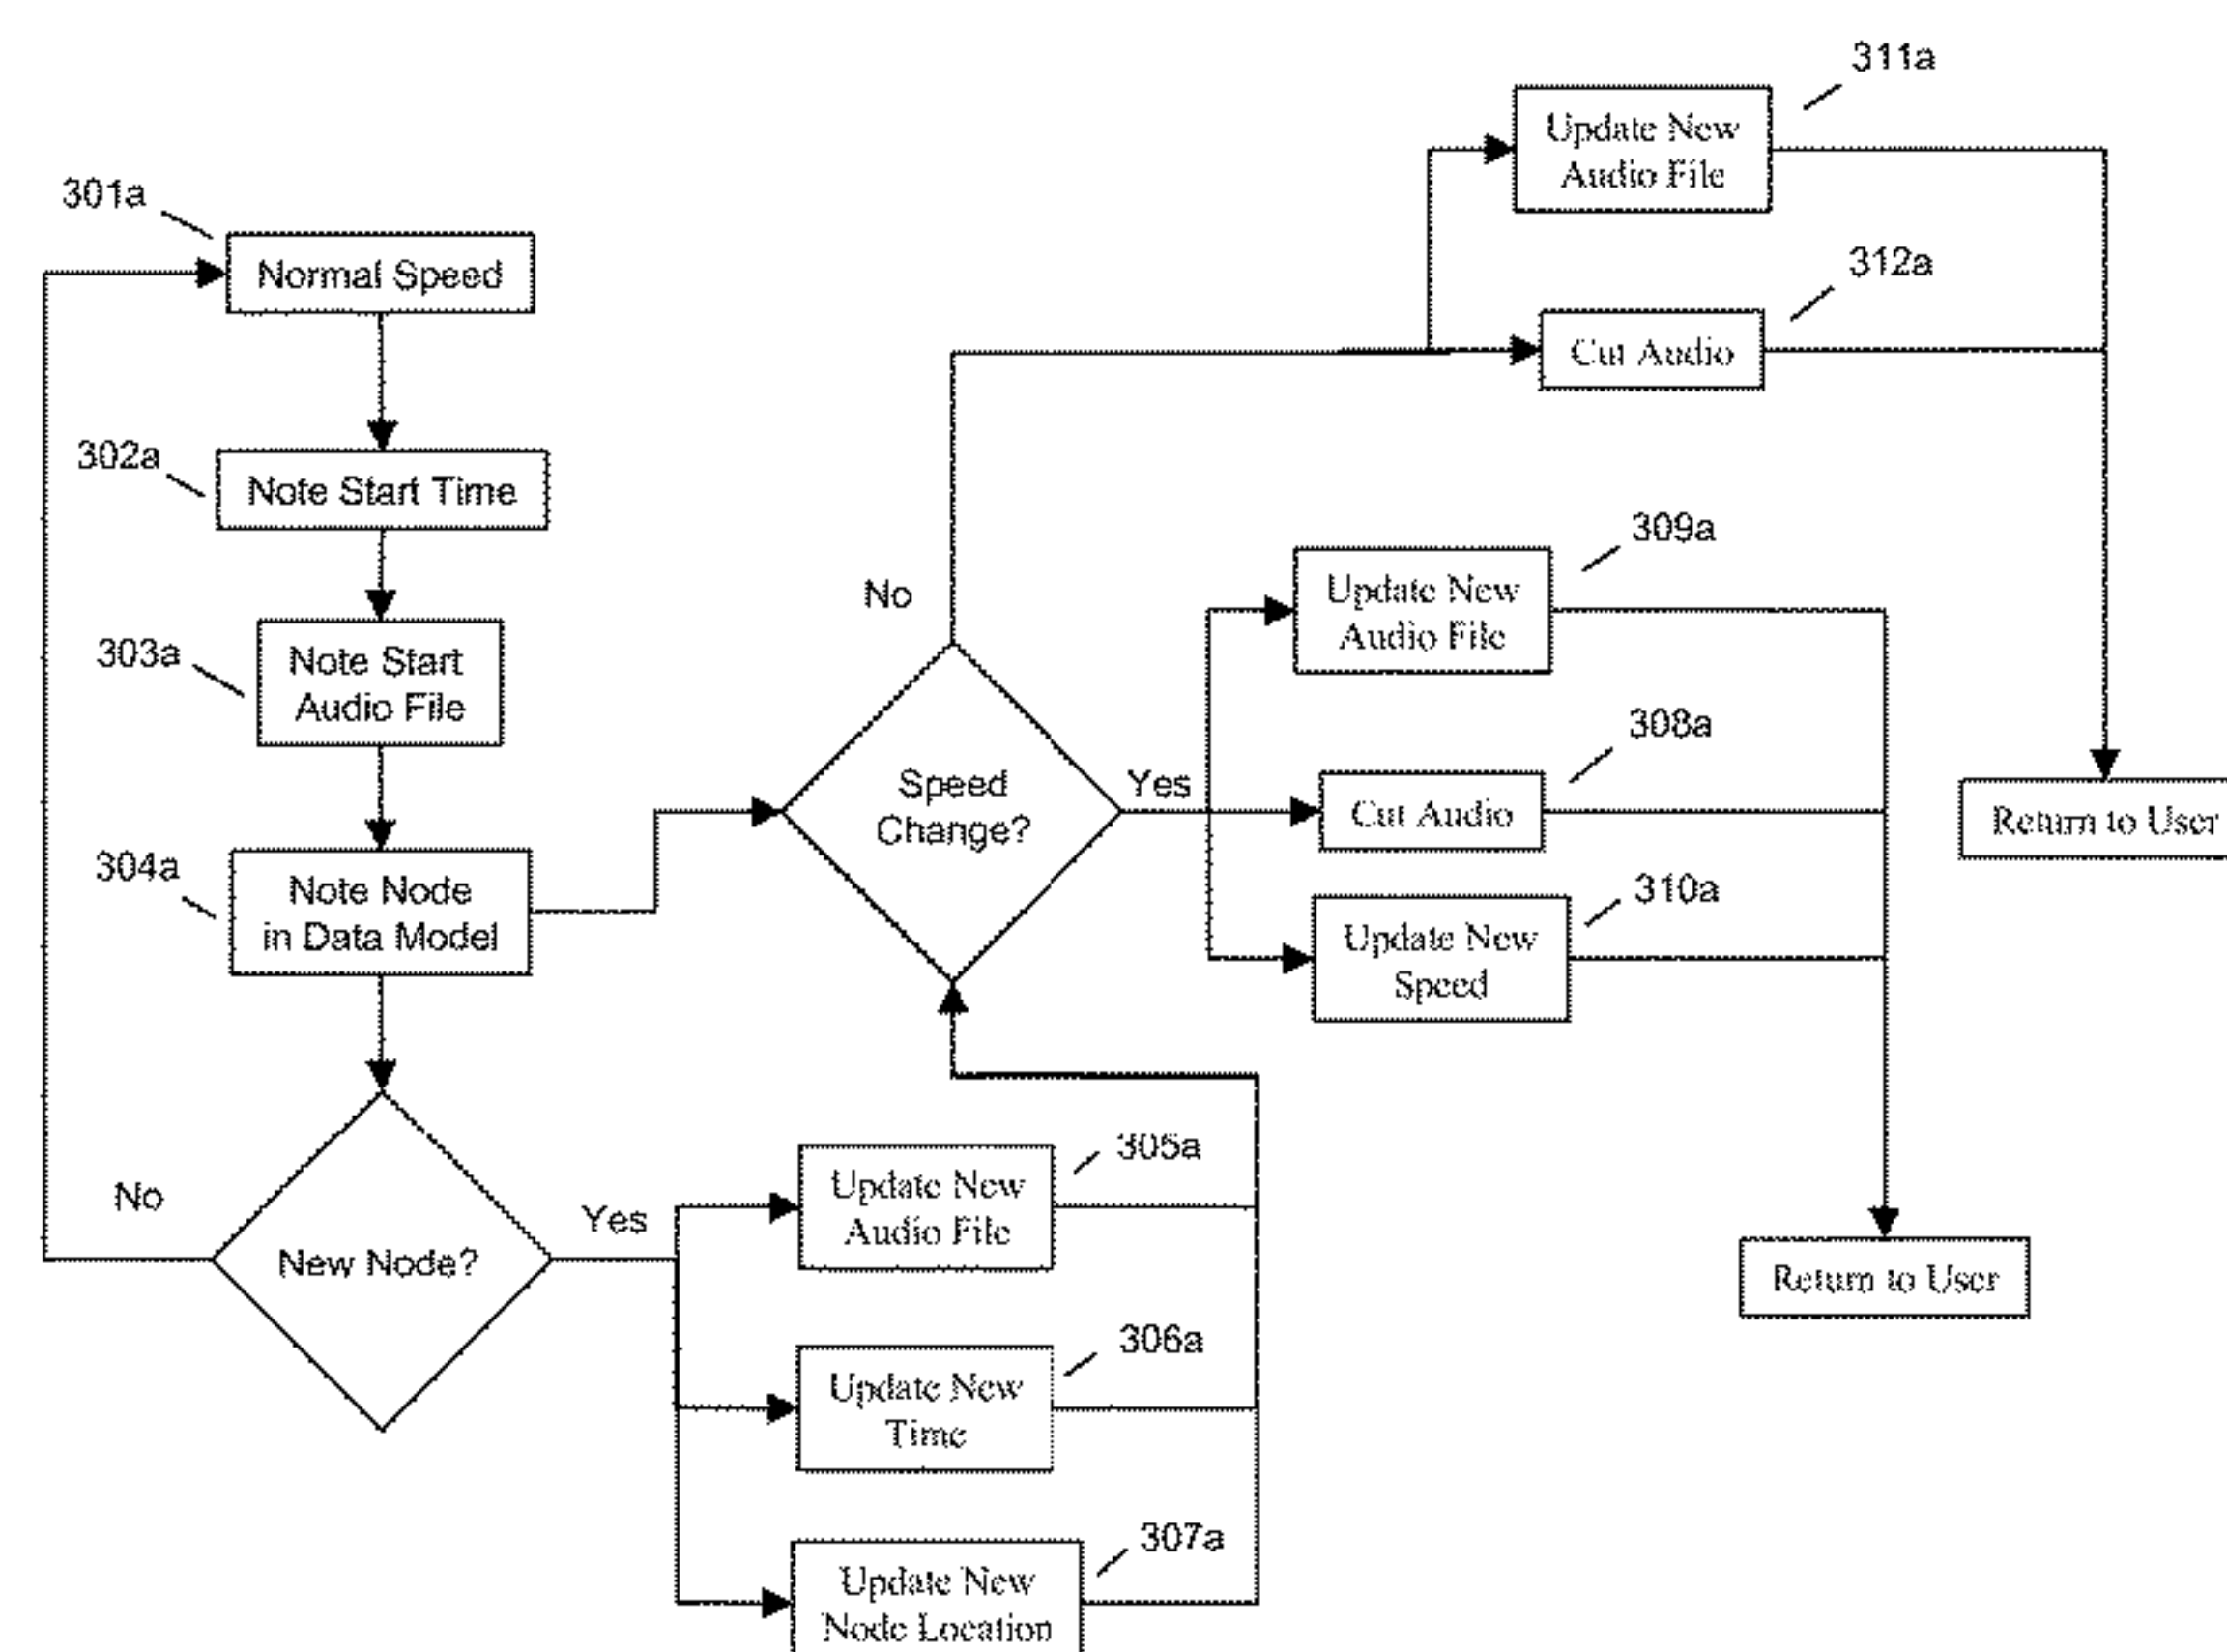 301a
Normal Speed
302a
Note Start Time
303a
Note Start
Audio File
304a
Note Node
in Data Model
No
New Node?
Yes
305a
Update New
Audio File
306a
Update New
Time
307a
Update New
Node Location
Speed
Change?
No
Yes
309a
Update New
Audio File
308a
Cut Audio
310a
Update New
Speed
Return to User
311a
Update New
Audio File
312a
Cut Audio
Return to User